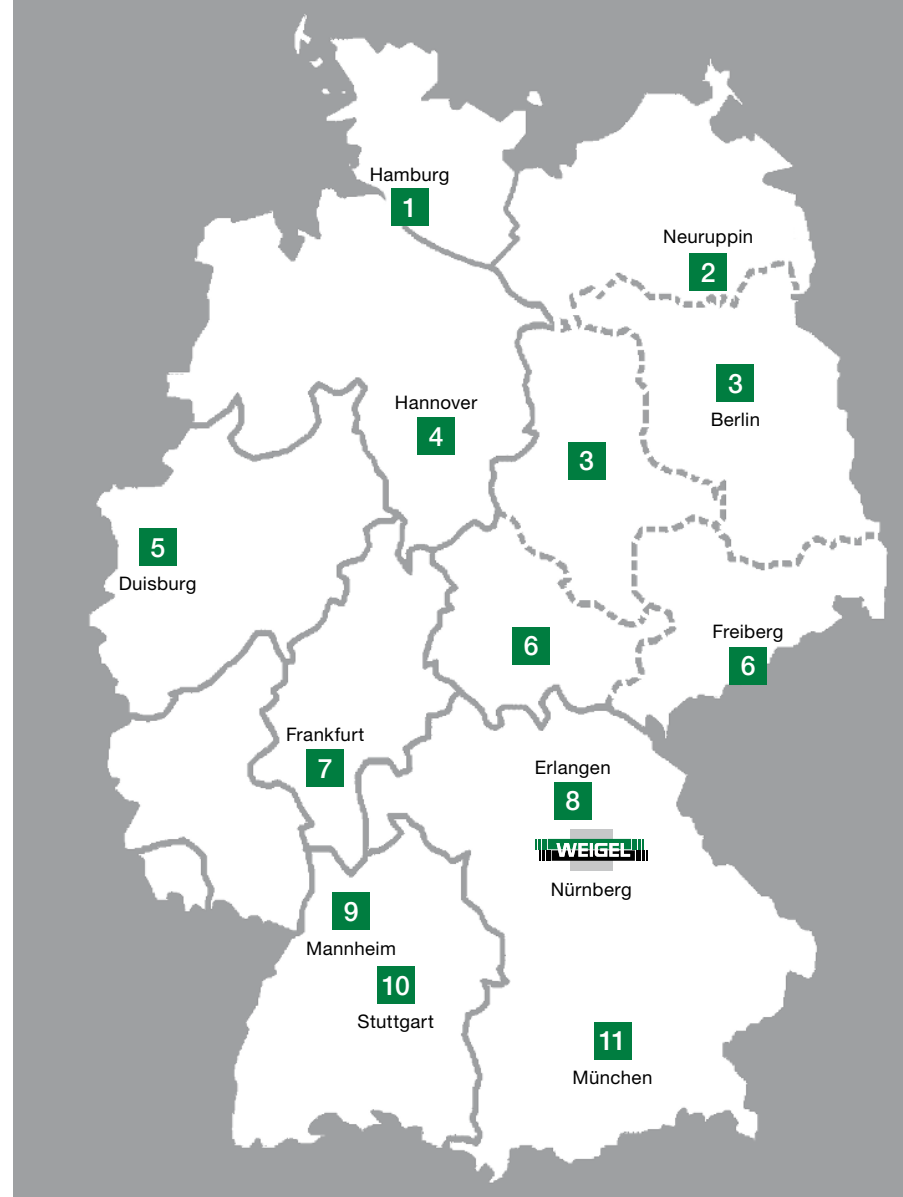 Hamburg
1
Neuruppin
2
3
Berlin
Hannover
4
3
5
Duisburg
6
Freiberg
6
Frankfurt
7
Erlangen
8
WEIGEL
Nürnberg
9
Mannheim
10
Stuttgart
11
München